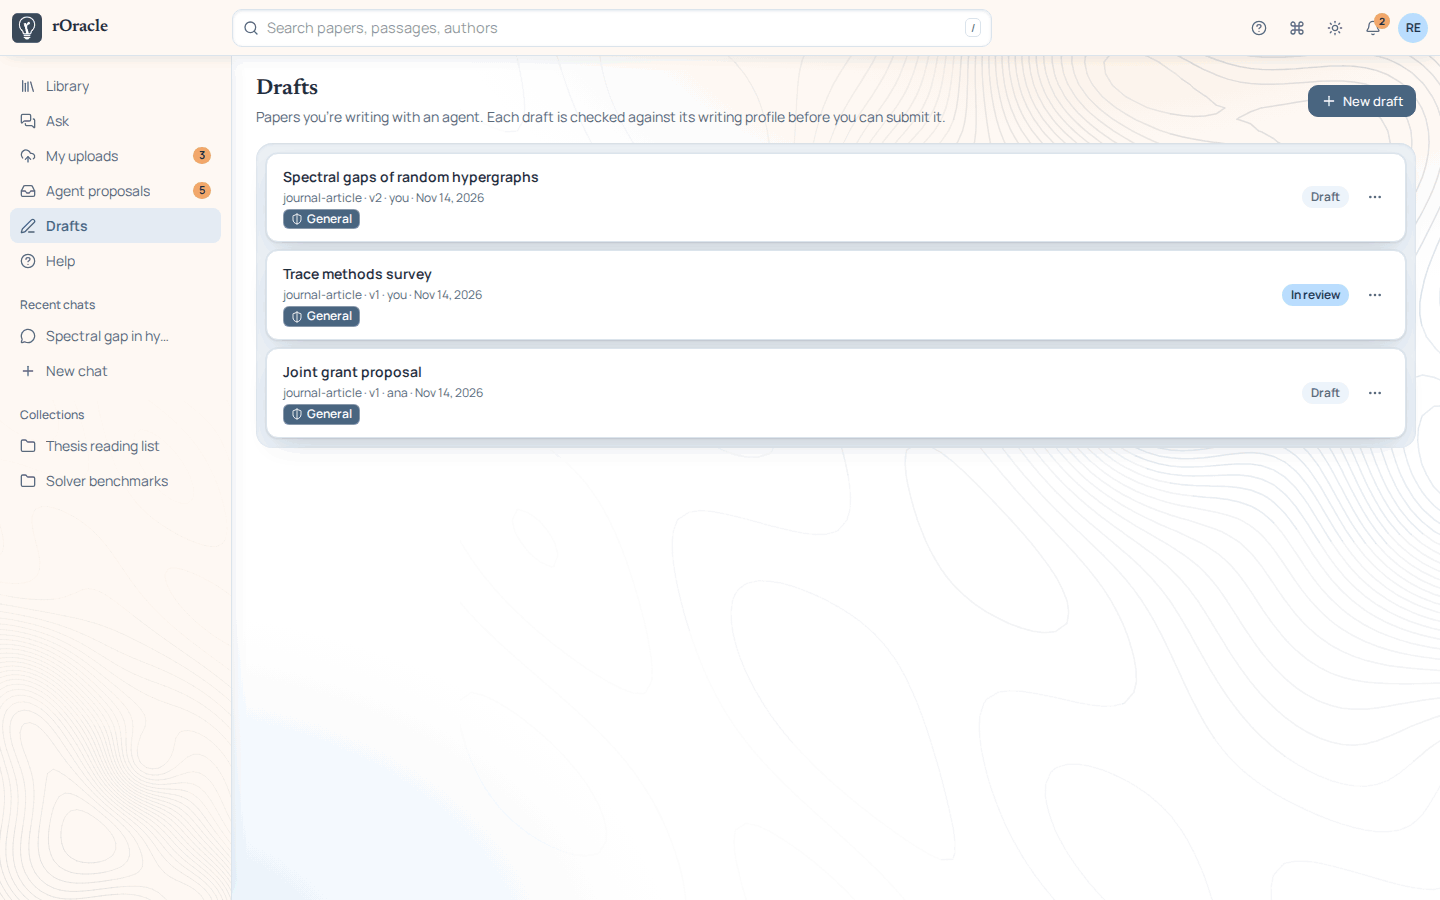 rOracle
Search papers, passages, authors
/
2
RE
Library
Ask
My uploads
3
Agent proposals
5
Drafts
Help
Recent chats
Spectral gap in hy...
New chat
Collections
Thesis reading list
Solver benchmarks
Drafts
Papers you're writing with an agent. Each draft is checked against its writing profile before you can submit it.
New draft
Spectral gaps of random hypergraphs
journal-article · v2 · you · Nov 14, 2026
General
Draft
Trace methods survey
journal-article · v1 · you · Nov 14, 2026
General
In review
Joint grant proposal
journal-article · v1 · ana · Nov 14, 2026
General
Draft